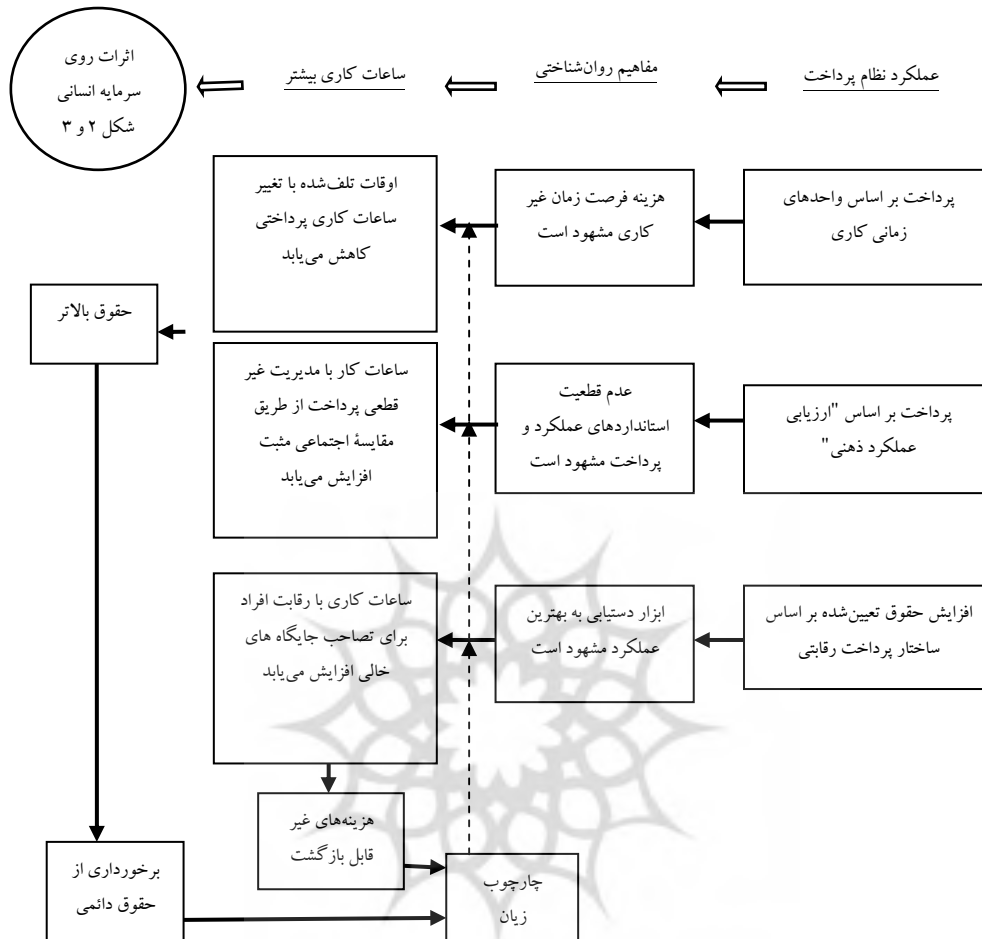 عملکرد نظام پرداخت
مفاهیم روان‌شناختی
ساعات کاری بیشتر
اثرات روی
سرمایه انسانی
شکل ۲ و ۳
پرداخت بر اساس واحدهای
زمانی کاری
هزینه فرصت زمان غیر
کاری مشهود است
اوقات تلف‌شده با تغییر
ساعات کاری پرداختی
کاهش می‌یابد
حقوق بالاتر
پرداخت بر اساس "ارزیابی
عملکرد ذهنی"
عدم قطعیت
استانداردهای عملکرد و
پرداخت مشهود است
ساعات کار با مدیریت غیر
قطعی پرداخت از طریق
مقایسۀ اجتماعی مثبت
افزایش می‌یابد
افزایش حقوق تعیین‌شده بر اساس
ساختار پرداخت رقابتی
ابزار دستیابی به بهترین
عملکرد مشهود است
ساعات کاری با رقابت افراد
برای تصاحب جایگاه های
خالی افزایش می‌یابد
هزینه‌های غیر
قابل بازگشت
چارچوب
زیان
برخورداری از
حقوق دائمی